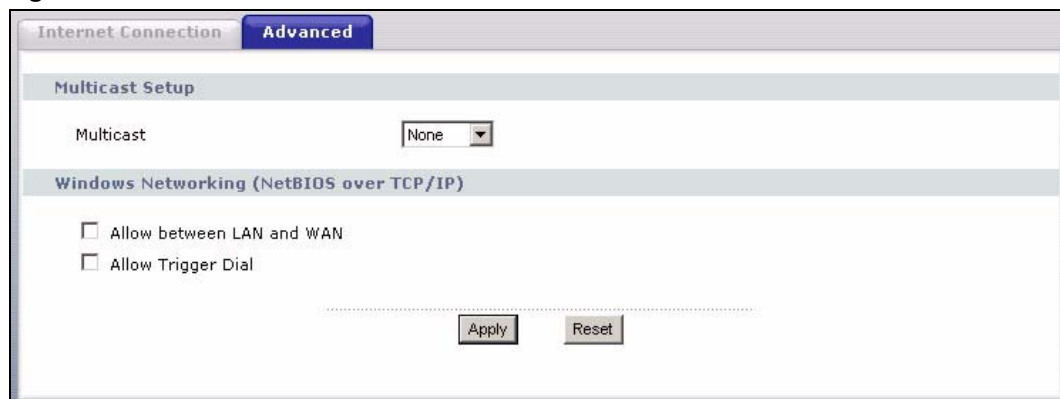 Internet Connection Advanced
Multicast Setup
Multicast None
Windows Networking (NetBIOS over TCP/IP)
Allow between LAN and WAN
Allow Trigger Dial
Apply Reset